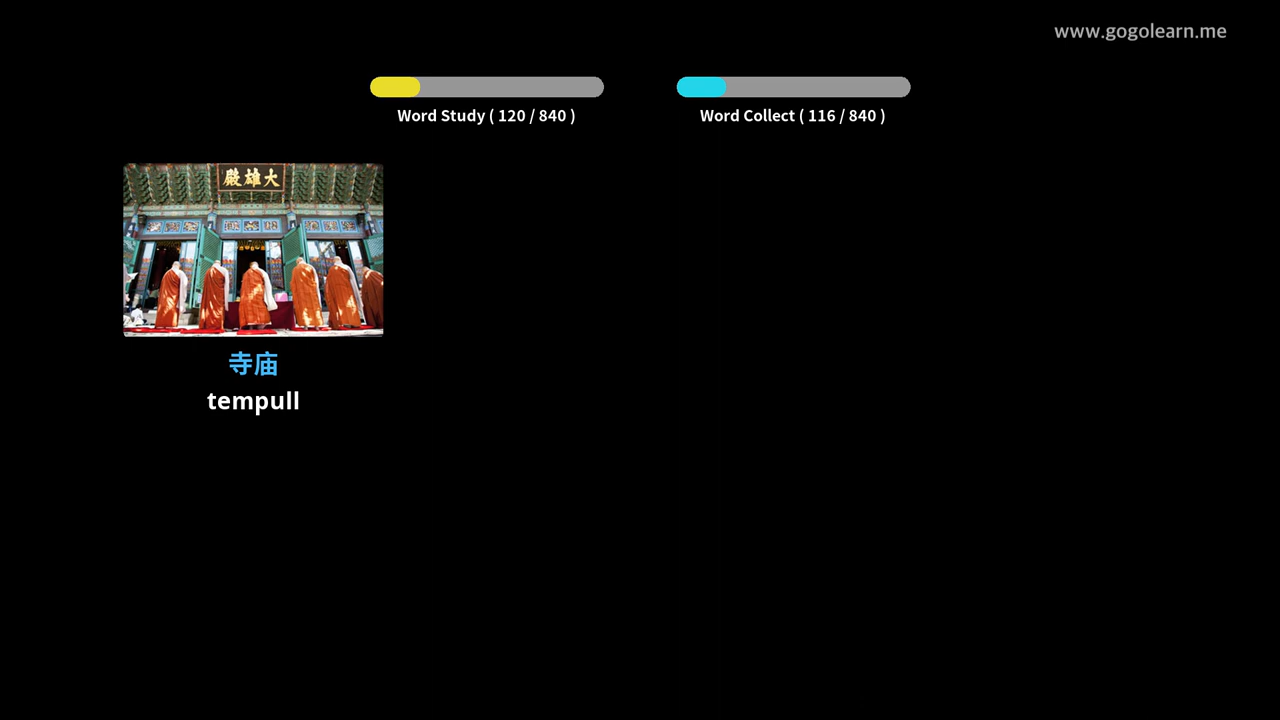 www.gogolearn.me
Word Study ( 120 / 840 )
Word Collect ( 116 / 840 )
殿雄大
寺庙
tempull